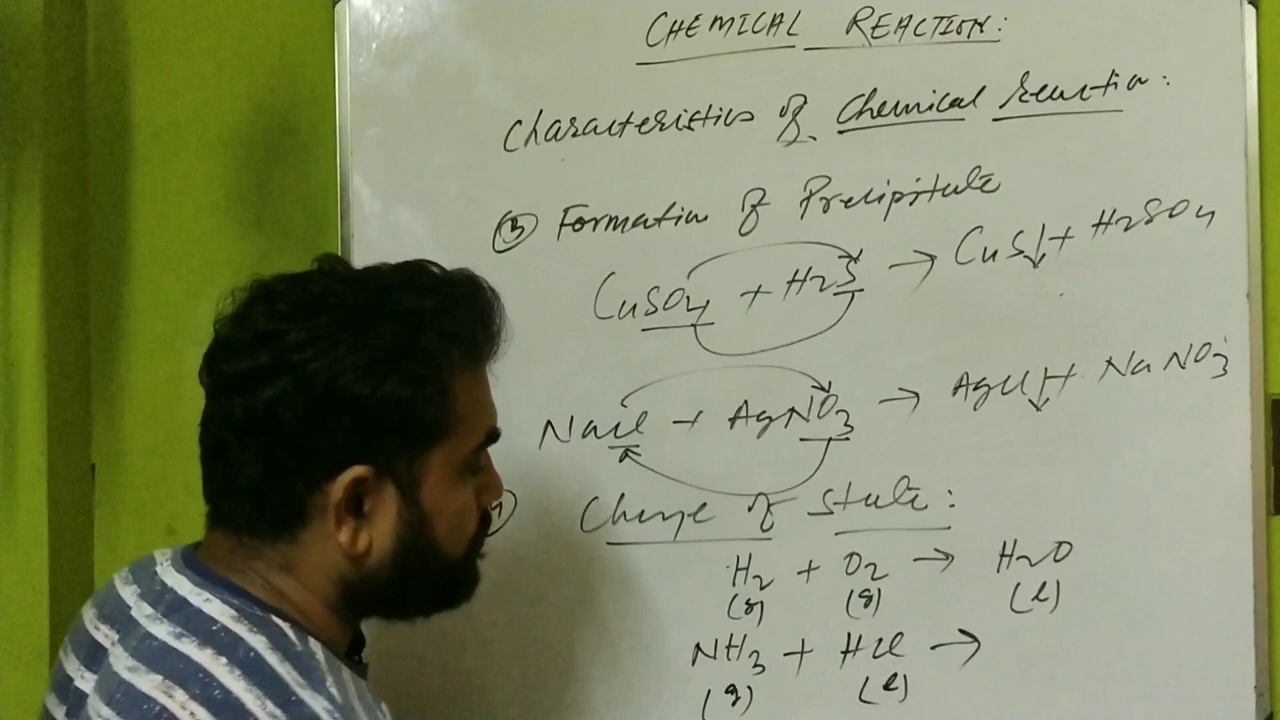 CHEMICAL REACTION:
Characteristics of Chemical Reaction:
③ Formation of Precipitate
CuSO4 + H2S → CuS↓ + H2SO4
NaCl + AgNO3 → AgCl↓ + NaNO3
Change of State:
H2 + O2 → H2O
(g) (g) (l)
NH3 + HCl →
(g) (l)